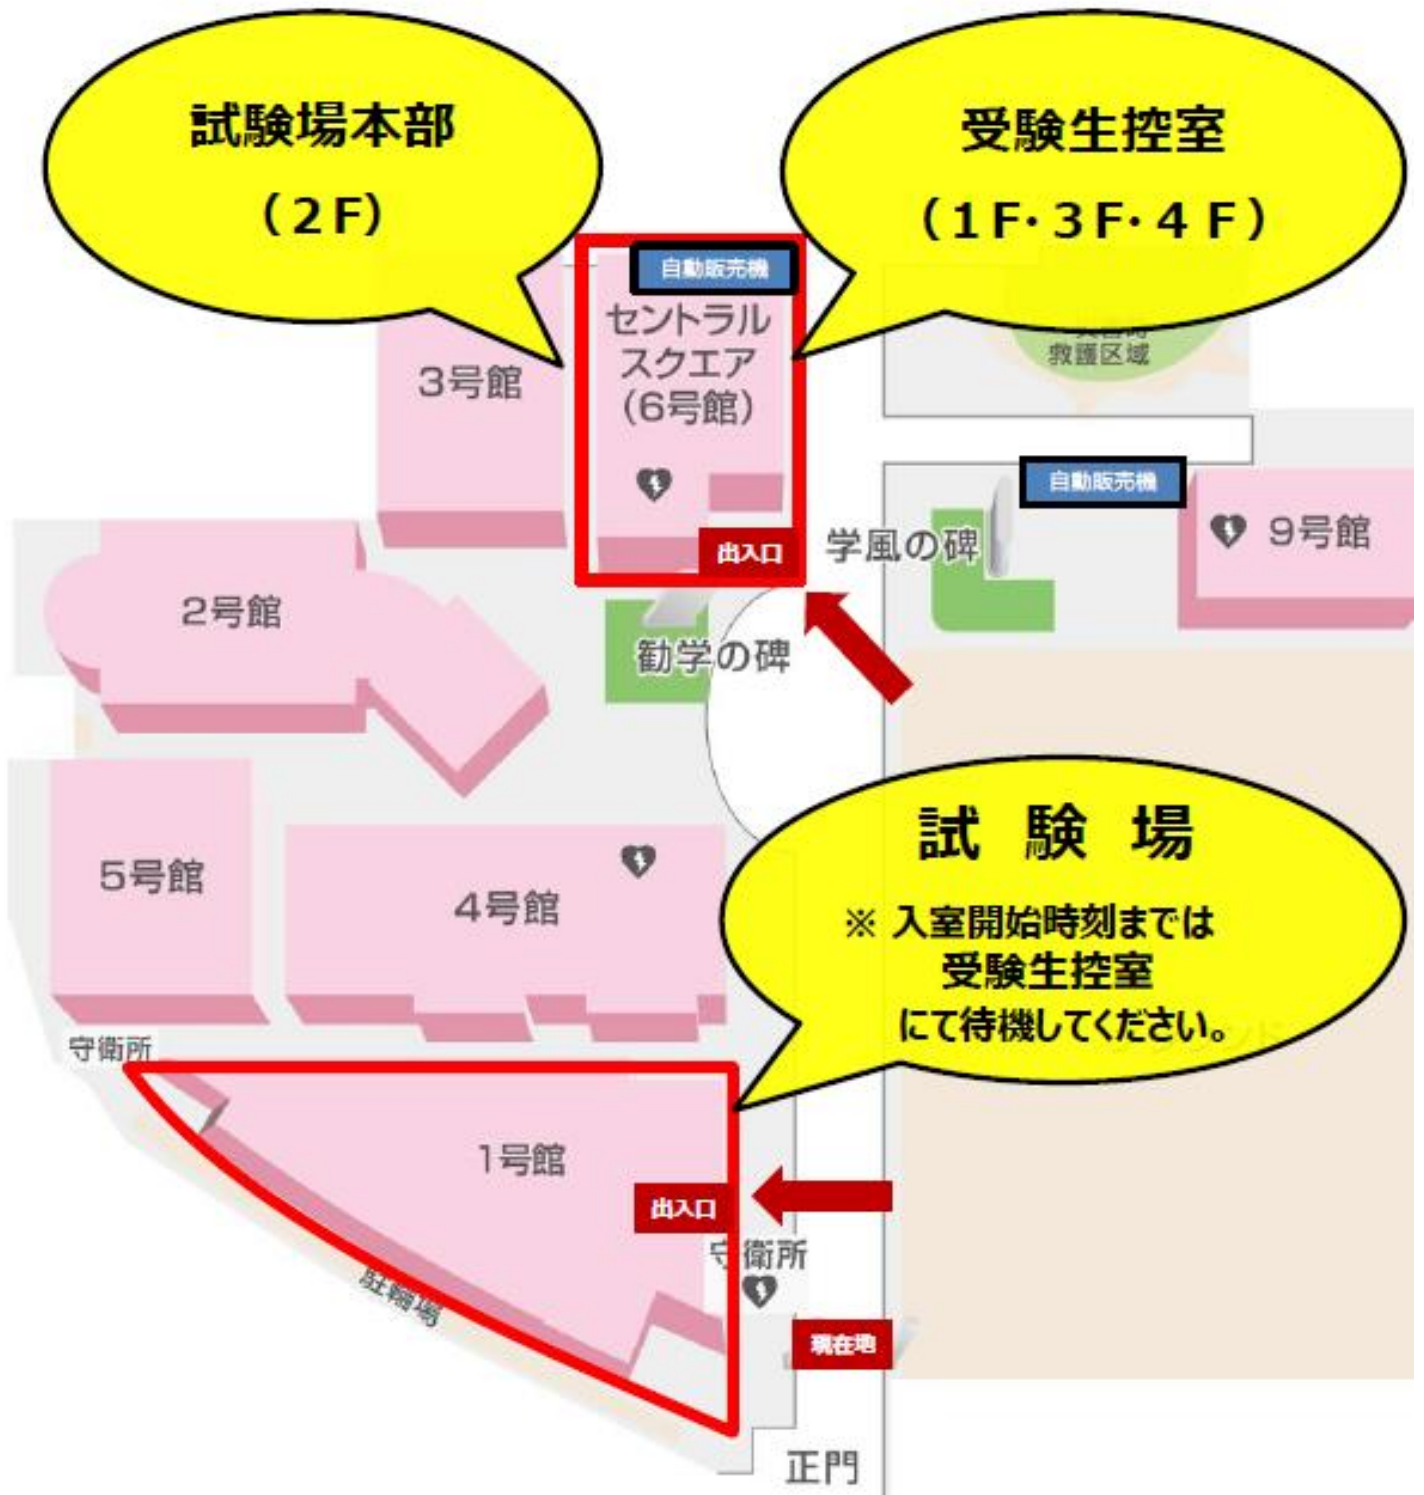 試験場本部
（２F）
受験生控室
（１F・３F・４F）
自動販売機
セントラル
スクエア
(6号館)
3号館
救護区域
自動販売機
出入口
学風の碑
9号館
2号館
勧学の碑
試 験 場
※ 入室開始時刻までは
受験生控室
にて待機してください。
5号館
4号館
守衛所
1号館
出入口
守衛所
駐輪場
現在地
正門